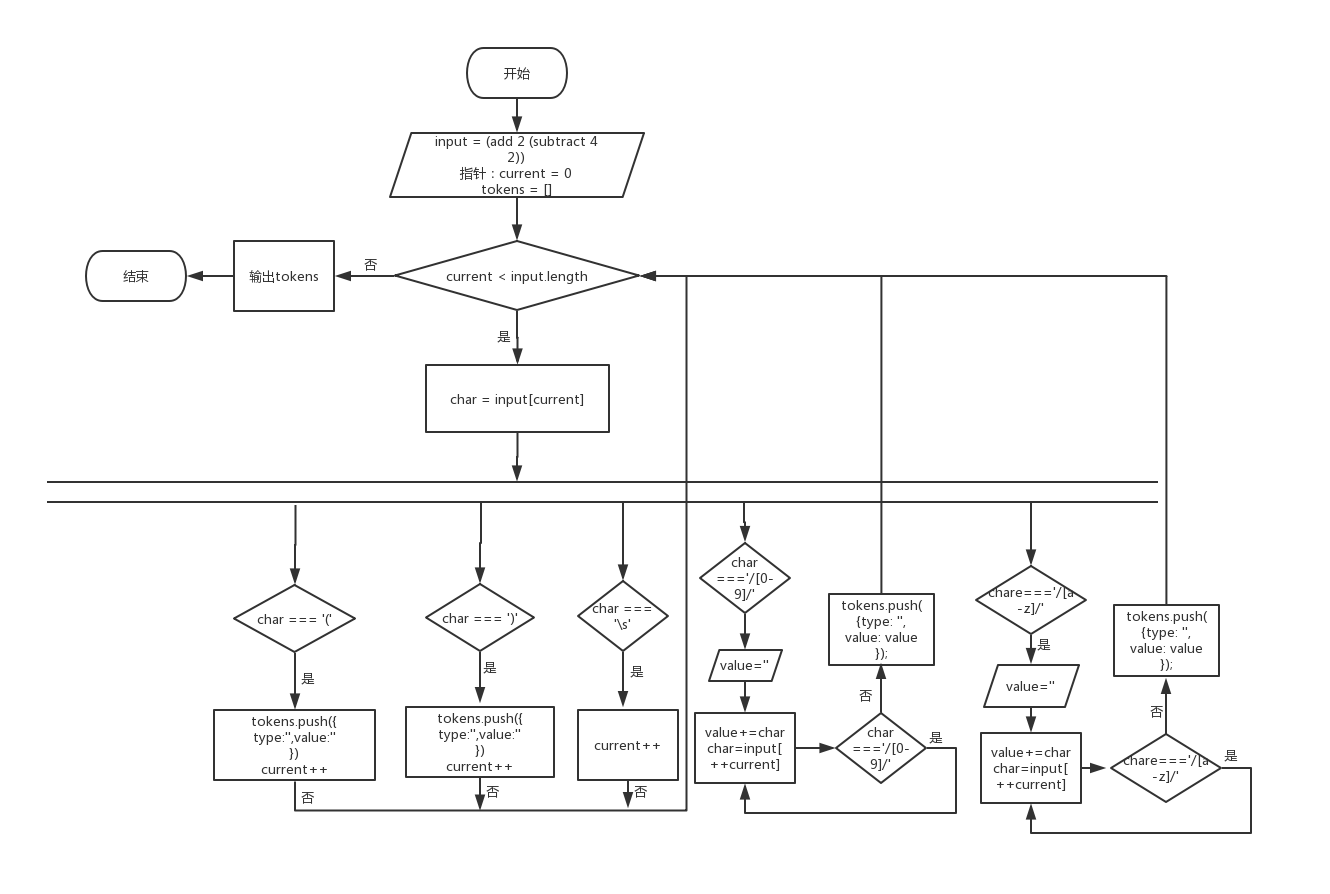 开始
input = (add 2 (subtract 4
2))
指针：current = 0
tokens = []
结束
输出tokens
否
current < input.length
是
char = input[current]
char === '('
char === ')'
char ===
'\s'
char
==='/[0-
9]/'
chare==='/[a
-z]/'
是
是
是
是
tokens.push({
type:'',value:''
})
current++
tokens.push({
type:'',value:''
})
current++
current++
否
否
否
value=''
value+=char
char=input[
++current]
char
==='/[0-
9]/'
否
是
tokens.push(
{type: '',
value: value
});
value=''
value+=char
char=input[
++current]
chare==='/[a
-z]/'
否
是
tokens.push(
{type: '',
value: value
});